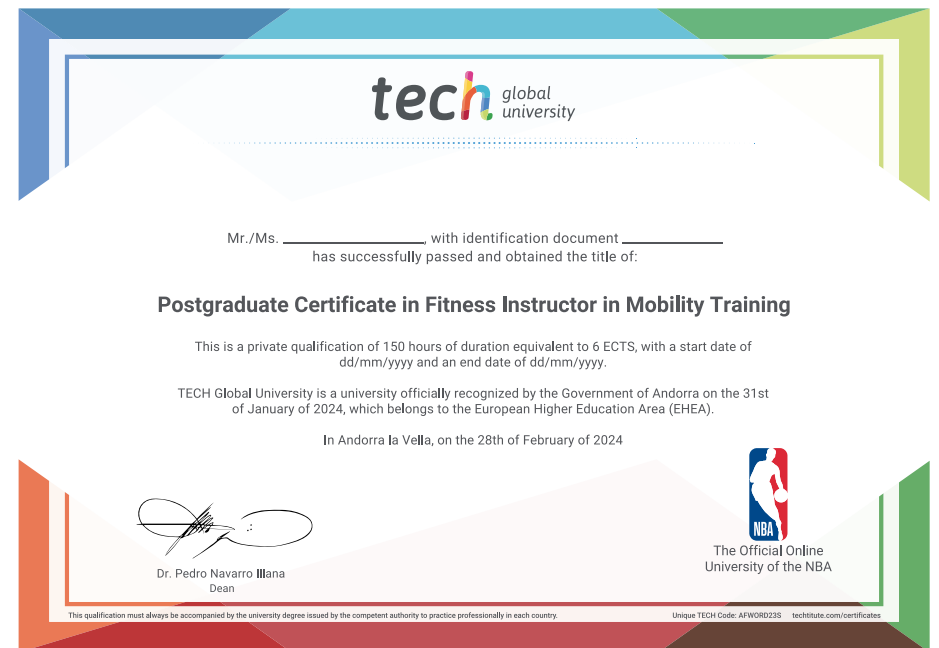 tech global university
Mr./Ms. ____________, with identification document ____________
has successfully passed and obtained the title of:
Postgraduate Certificate in Fitness Instructor in Mobility Training
This is a private qualification of 150 hours of duration equivalent to 6 ECTS, with a start date of
dd/mm/yyyy and an end date of dd/mm/yyyy.
TECH Global University is a university officially recognized by the Government of Andorra on the 31st
of January of 2024, which belongs to the European Higher Education Area (EHEA).
In Andorra la Vella, on the 28th of February of 2024
NBA
The Official Online
University of the NBA
Dr. Pedro Navarro Illana
Dean
This qualification must always be accompanied by the university degree issued by the competent authority to practice professionally in each country.
Unique TECH Code: AFWORD23S techtitute.com/certificates